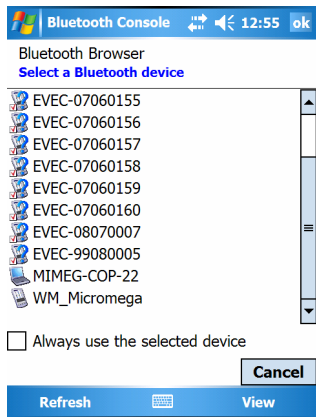 Bluetooth Console 12:55 ok
Bluetooth Browser
Select a Bluetooth device
EVEC-07060155
EVEC-07060156
EVEC-07060157
EVEC-07060158
EVEC-07060159
EVEC-07060160
EVEC-08070007
EVEC-99080005
MIMEG-COP-22
WM_Micromega
Always use the selected device
Cancel
Refresh View